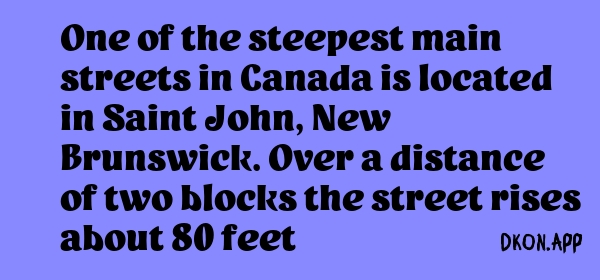 One of the steepest main
streets in Canada is located
in Saint John, New
Brunswick. Over a distance
of two blocks the street rises
about 80 feet
DKON.APP